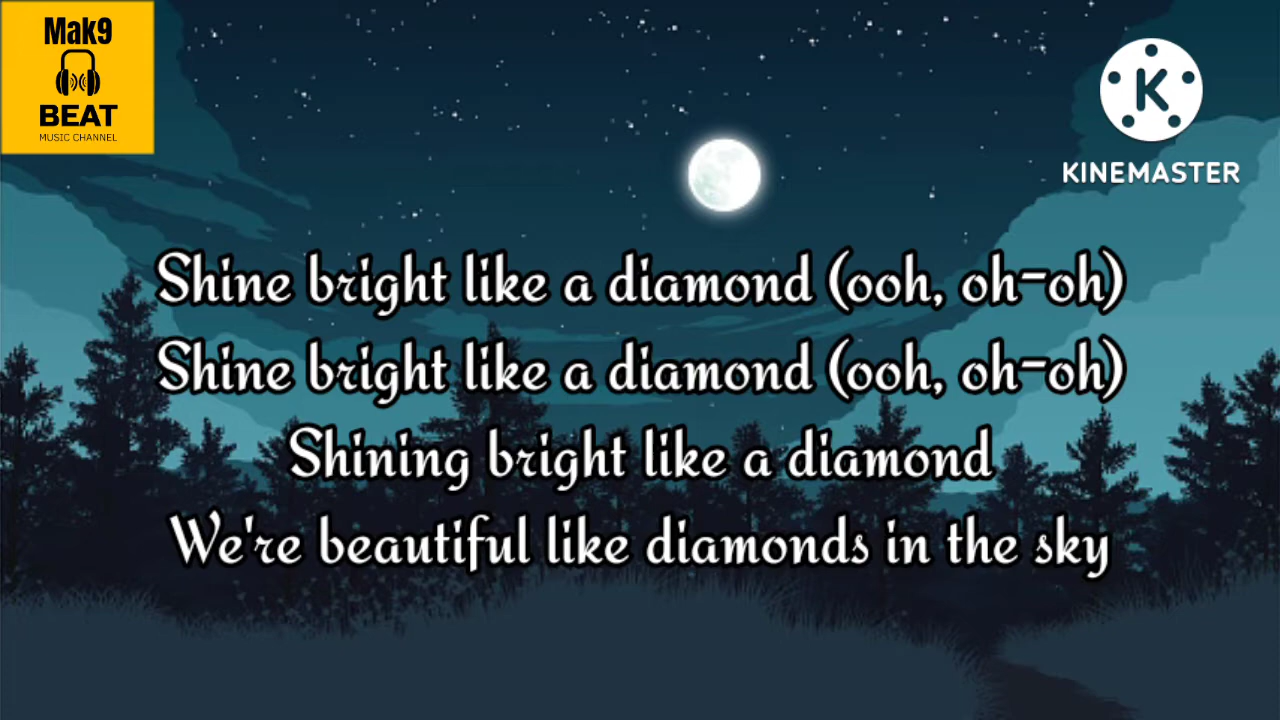 Mak9
BEAT
MUSIC CHANNEL
K
KINEMASTER
Shine bright like a diamond (ooh, oh-oh)
Shine bright like a diamond (ooh, oh-oh)
Shining bright like a diamond
We're beautiful like diamonds in the sky